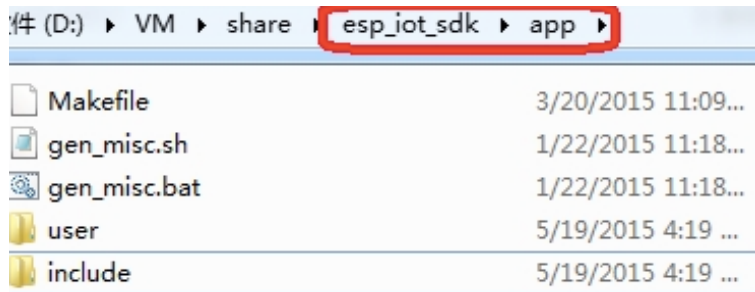 件 (D:) ▸ VM ▸ share ▸ esp_iot_sdk ▸ app ▸
Makefile 3/20/2015 11:09...
gen_misc.sh 1/22/2015 11:18...
gen_misc.bat 1/22/2015 11:18...
user 5/19/2015 4:19 ...
include 5/19/2015 4:19 ...